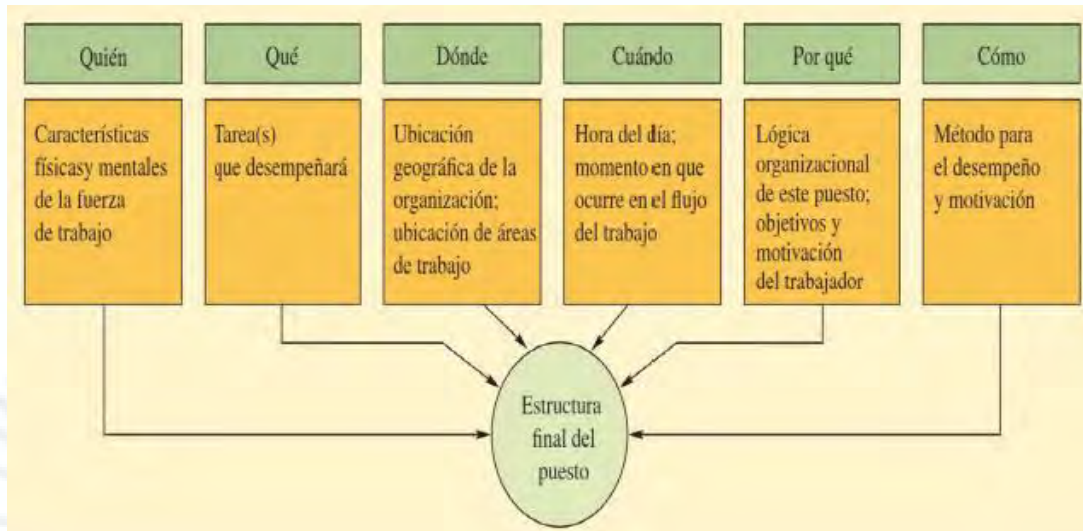 Quién
Qué
Dónde
Cuándo
Por qué
Cómo
Características
físicasy mentales
de la fuerza
de trabajo
Tarea(s)
que desempeñará
Ubicación
geográfica de la
organización;
ubicación de áreas
de trabajo
Hora del día;
momento en que
ocurre en el flujo
del trabajo
Lógica
organizacional
de este puesto;
objetivos y
motivación
del trabajador
Método para
el desempeño
y motivación
Estructura
final del
puesto